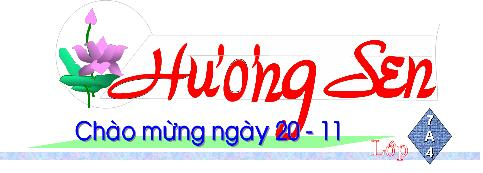 Hương Sen
Chào mừng ngày 20 - 11
Lớp 7A4